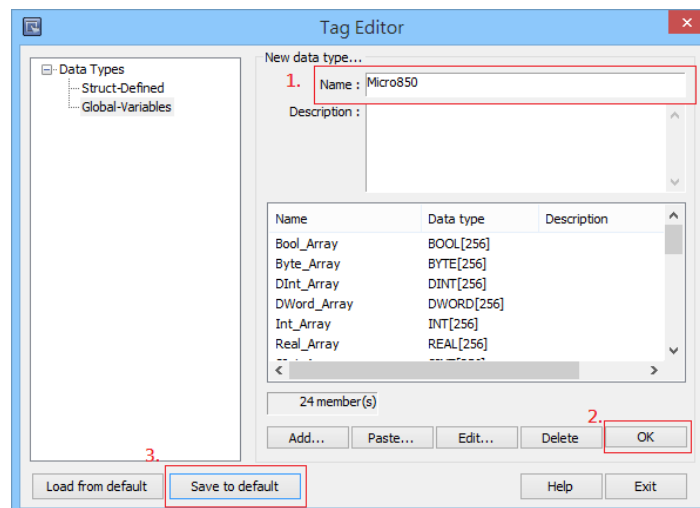 Tag Editor
Data Types
Struct-Defined
Global-Variables
New data type...
1. Name : Micro850
Description :
Name Data type Description
Bool_Array BOOL[256]
Byte_Array BYTE[256]
DInt_Array DINT[256]
DWord_Array DWORD[256]
Int_Array INT[256]
Real_Array REAL[256]
24 member(s)
2.
Add... Paste... Edit... Delete OK
3.
Load from default Save to default Help Exit